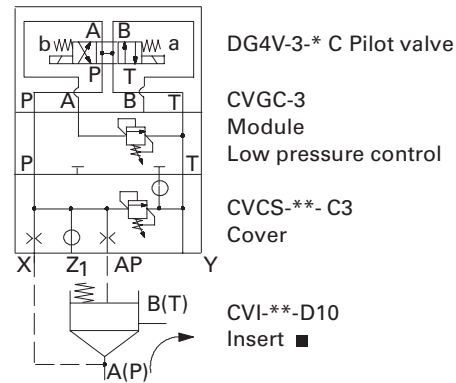 A B
b a
P T
DG4V-3-* C Pilot valve
P A B T
CVGC-3
Module
Low pressure control
P T
CVCS-**- C3
Cover
X Z1 AP Y
B(T)
CVI-**-D10
Insert ■
A(P)